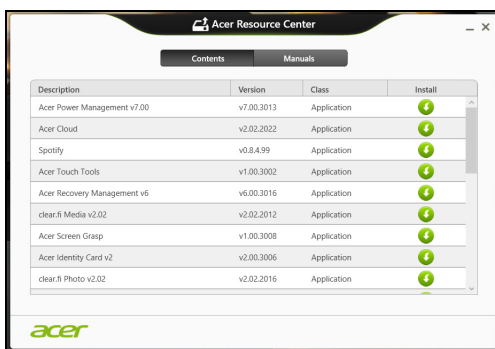 Acer Resource Center
Contents Manuals
Description Version Class Install
Acer Power Management v7.00 v7.00.3013 Application
Acer Cloud v2.02.2022 Application
Spotify v0.8.4.99 Application
Acer Touch Tools v1.00.3002 Application
Acer Recovery Management v6 v6.00.3016 Application
clear.fi Media v2.02 v2.02.2012 Application
Acer Screen Grasp v1.00.3008 Application
Acer Identity Card v2 v2.00.3006 Application
clear.fi Photo v2.02 v2.02.2016 Application
acer